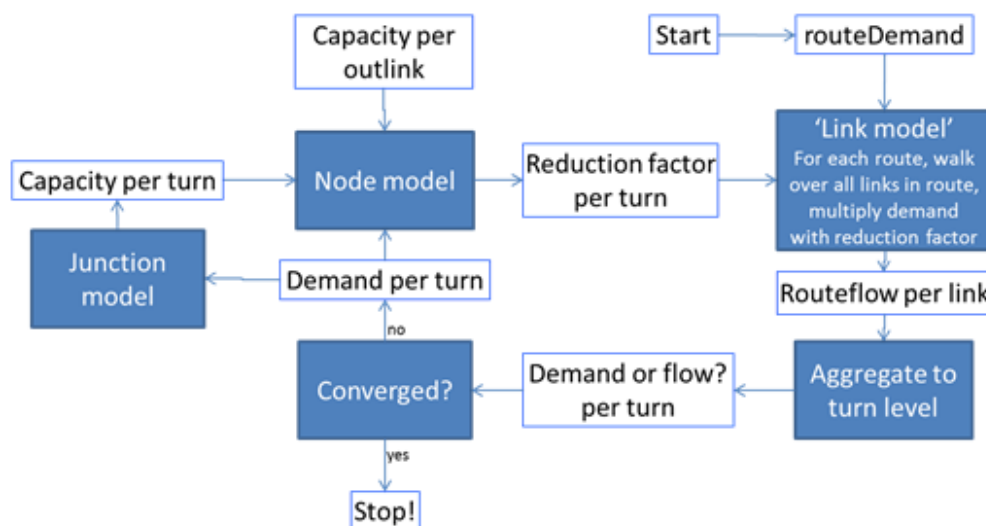 Capacity per
outlink
Start
routeDemand
'Link model'
For each route, walk
over all links in route,
multiply demand
with reduction factor
Capacity per turn
Node model
Reduction factor
per turn
Junction
model
Demand per turn
Routeflow per link
no
Converged?
Demand or flow?
per turn
Aggregate to
turn level
yes
Stop!